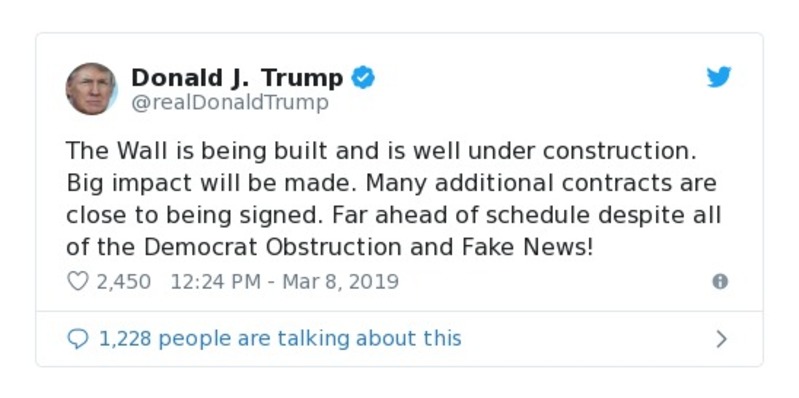 Donald J. Trump
@realDonaldTrump
The Wall is being built and is well under construction.
Big impact will be made. Many additional contracts are
close to being signed. Far ahead of schedule despite all
of the Democrat Obstruction and Fake News!
2,450 12:24 PM - Mar 8, 2019
1,228 people are talking about this